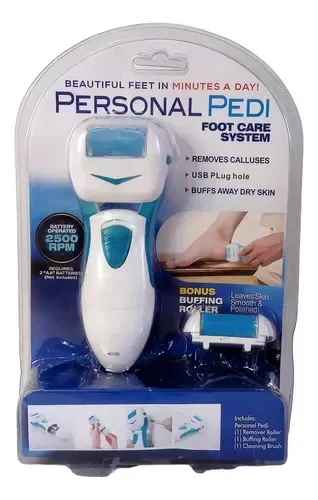 BEAUTIFUL FEET IN MINUTES A DAY!
PERSONAL PEDI
FOOT CARE
SYSTEM
• REMOVES CALLUSES
• USB PLug hole
• BUFFS AWAY DRY SKIN
BATTERY
OPERATED
2500
RPM
REQUIRES
2 "AA" BATTERIES
(Not Included)
BONUS
BUFFING
ROLLER
Leaves Skin
Smooth &
Polished!
Includes:
Personal Pedi
(1) Remover Roller
(1) Buffing Roller
(1) Cleaning Brush